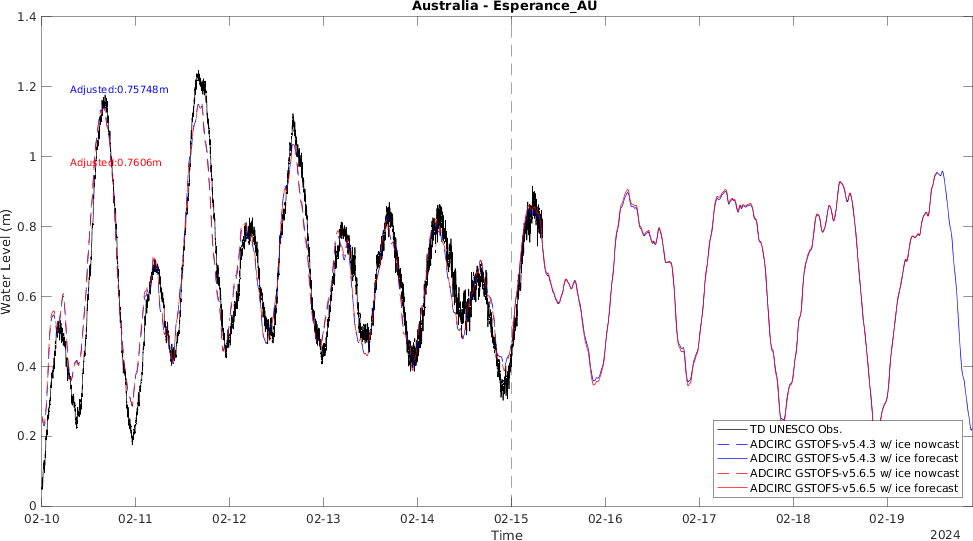 Australia - Esperance_AU
1.4
1.2
1
0.8
0.6
0.4
0.2
0
Water Level (m)
Adjusted:0.75748m
Adjusted:0.7606m
TD UNESCO Obs.
ADCIRC GSTOFS-v5.4.3 w/ ice nowcast
ADCIRC GSTOFS-v5.4.3 w/ ice forecast
ADCIRC GSTOFS-v5.6.5 w/ ice nowcast
ADCIRC GSTOFS-v5.6.5 w/ ice forecast
02-10 02-11 02-12 02-13 02-14 02-15 02-16 02-17 02-18 02-19
Time
2024